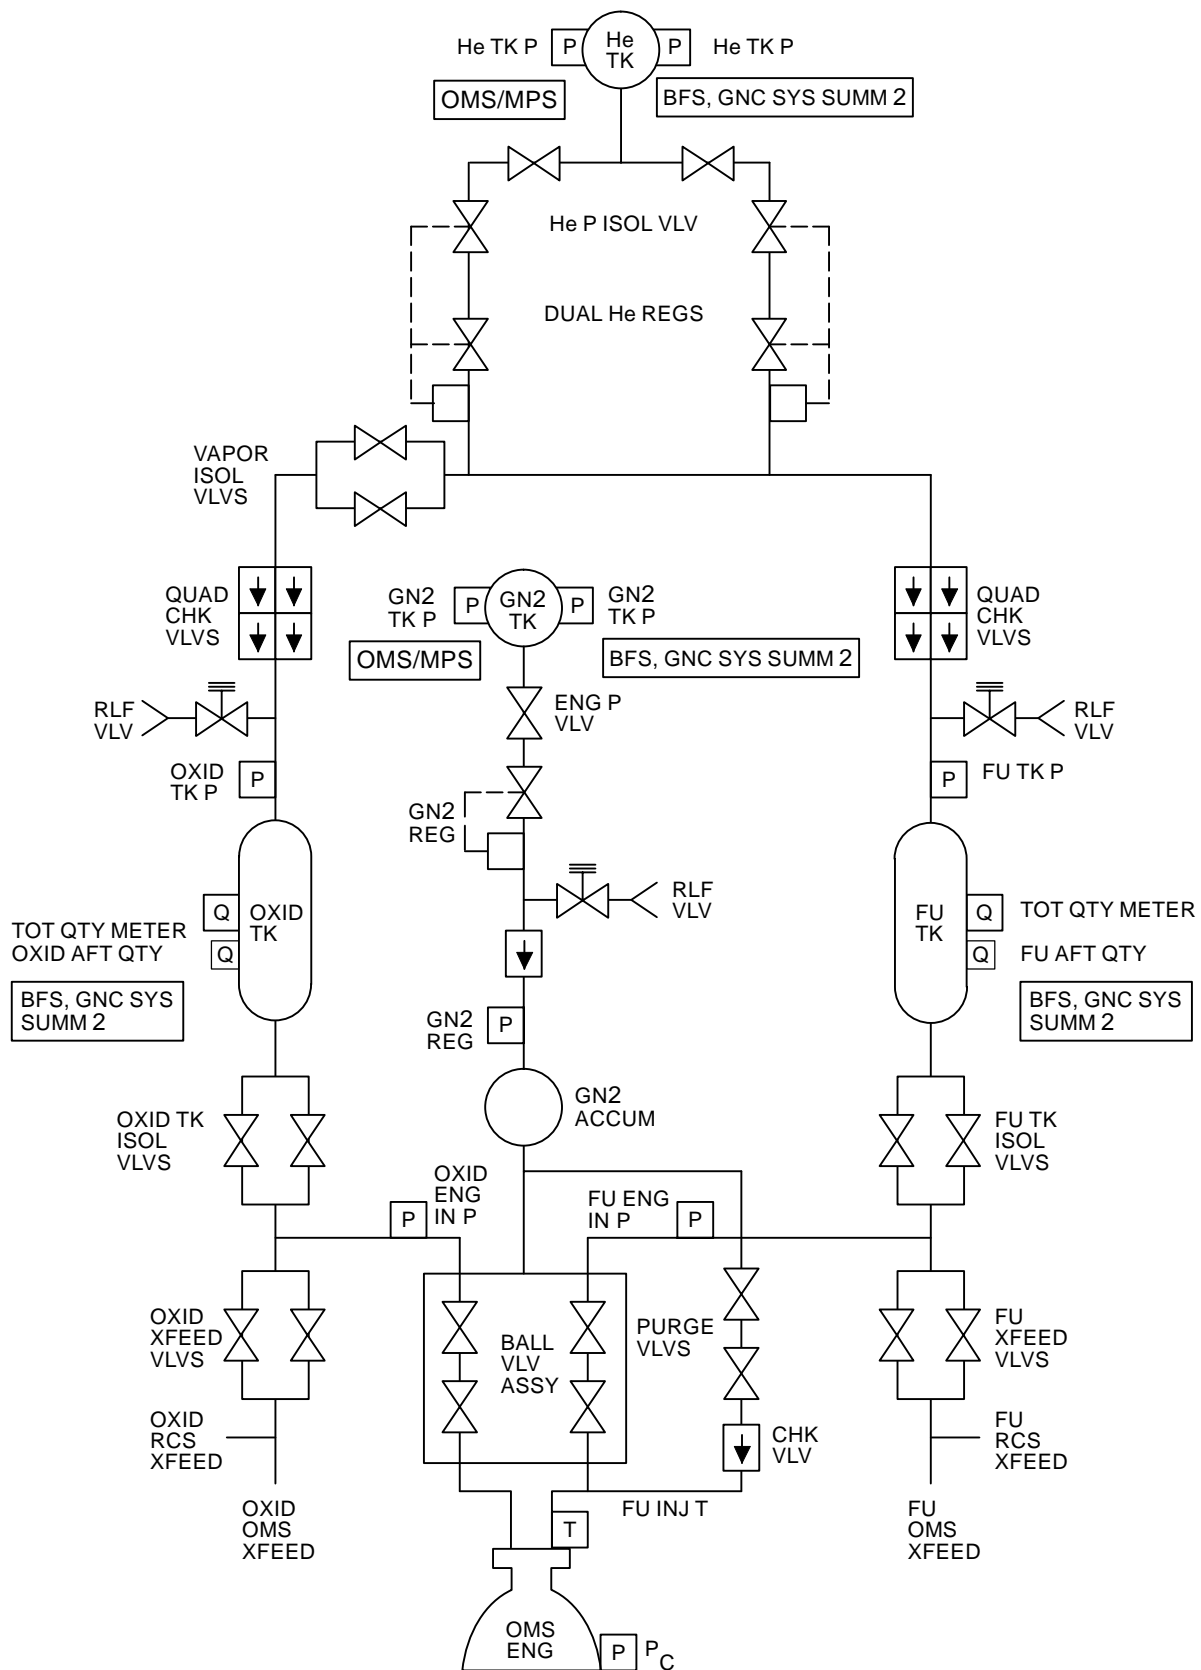 He TK P
P
He
TK
P
He TK P
OMS/MPS
BFS, GNC SYS SUMM 2
He P ISOL VLV
DUAL He REGS
VAPOR
ISOL
VLVS
QUAD
CHK
VLVS
GN2
TK P
P
GN2
TK
P
GN2
TK P
QUAD
CHK
VLVS
OMS/MPS
BFS, GNC SYS SUMM 2
RLF
VLV
ENG P
VLV
RLF
VLV
OXID
TK P
P
GN2
REG
P
FU TK P
RLF
VLV
TOT QTY METER
Q
OXID
TK
OXID AFT QTY
Q
BFS, GNC SYS
SUMM 2
FU
TK
Q
TOT QTY METER
Q
FU AFT QTY
BFS, GNC SYS
SUMM 2
GN2
REG
P
GN2
ACCUM
OXID TK
ISOL
VLVS
FU TK
ISOL
VLVS
OXID
ENG
IN P
P
FU ENG
IN P
P
OXID
XFEED
VLVS
BALL
VLV
ASSY
PURGE
VLVS
FU
XFEED
VLVS
OXID
RCS
XFEED
CHK
VLV
FU
RCS
XFEED
OXID
OMS
XFEED
FU INJ T
T
FU
OMS
XFEED
OMS
ENG
P
PC